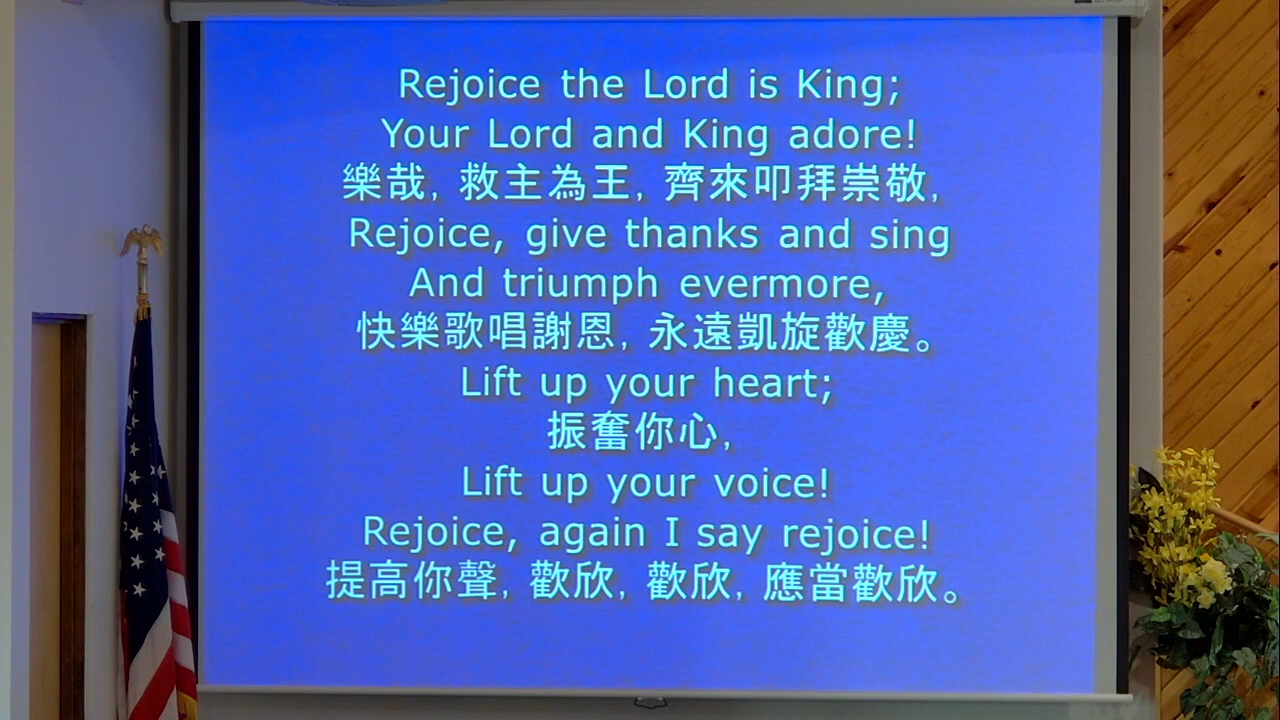 Rejoice the Lord is King;
Your Lord and King adore!
樂哉, 救主為王, 齊來叩拜崇敬,
Rejoice, give thanks and sing
And triumph evermore,
快樂歌唱謝恩, 永遠凱旋歡慶。
Lift up your heart;
振奮你心,
Lift up your voice!
Rejoice, again I say rejoice!
提高你聲, 歡欣, 歡欣, 應當歡欣。